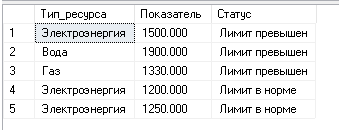 Тип_ресурса Показатель Статус
1 Электроэнергия 1500.000 Лимит превышен
2 Вода 1900.000 Лимит превышен
3 Газ 1330.000 Лимит превышен
4 Электроэнергия 1200.000 Лимит в норме
5 Электроэнергия 1250.000 Лимит в норме